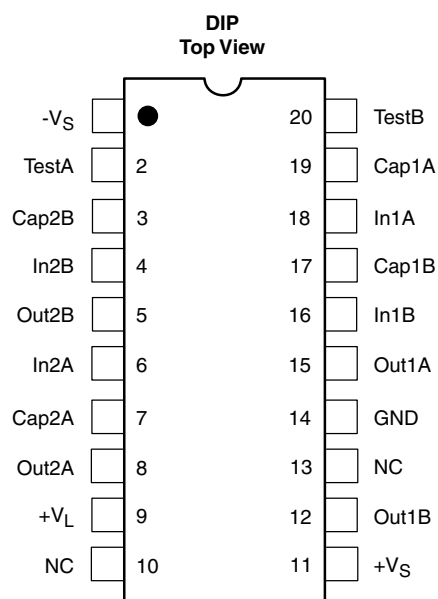 DIP
Top View
-VS 20 TestB
TestA 2 19 Cap1A
Cap2B 3 18 In1A
In2B 4 17 Cap1B
Out2B 5 16 In1B
In2A 6 15 Out1A
Cap2A 7 14 GND
Out2A 8 13 NC
+VL 9 12 Out1B
NC 10 11 +VS